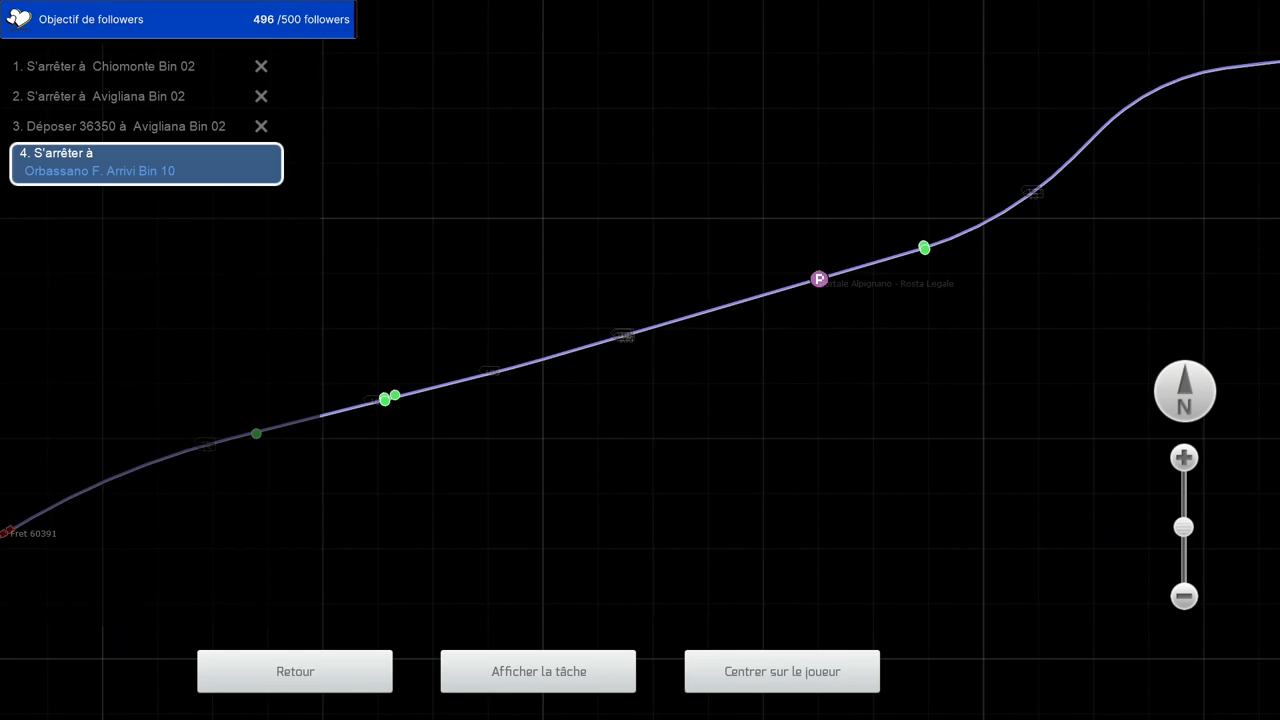 Objectif de followers 496 /500 followers
1. S'arrêter à Chiomonte Bin 02
2. S'arrêter à Avigliana Bin 02
3. Déposer 36350 à Avigliana Bin 02
4. S'arrêter à
Orbassano F. Arrivi Bin 10
P
Alpignano - Rosta Legale
Fret 60391
N
Retour
Afficher la tâche
Centrer sur le joueur